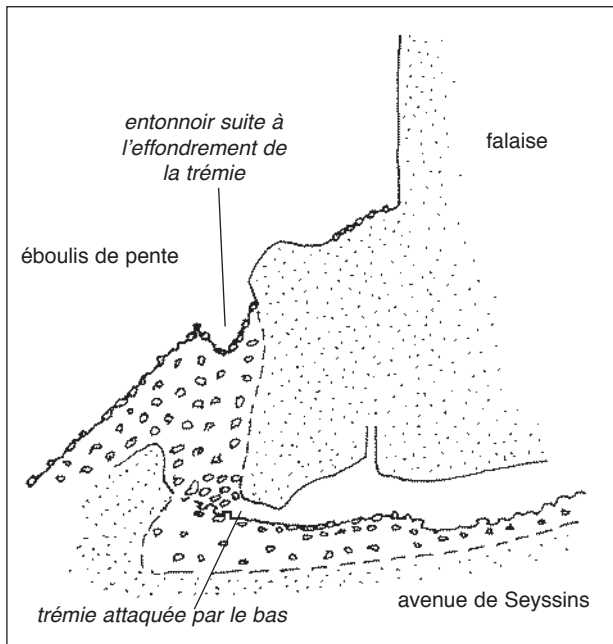 entonnoir suite à
l'effondrement de
la trémie
falaise
éboulis de pente
avenue de Seyssins
trémie attaquée par le bas